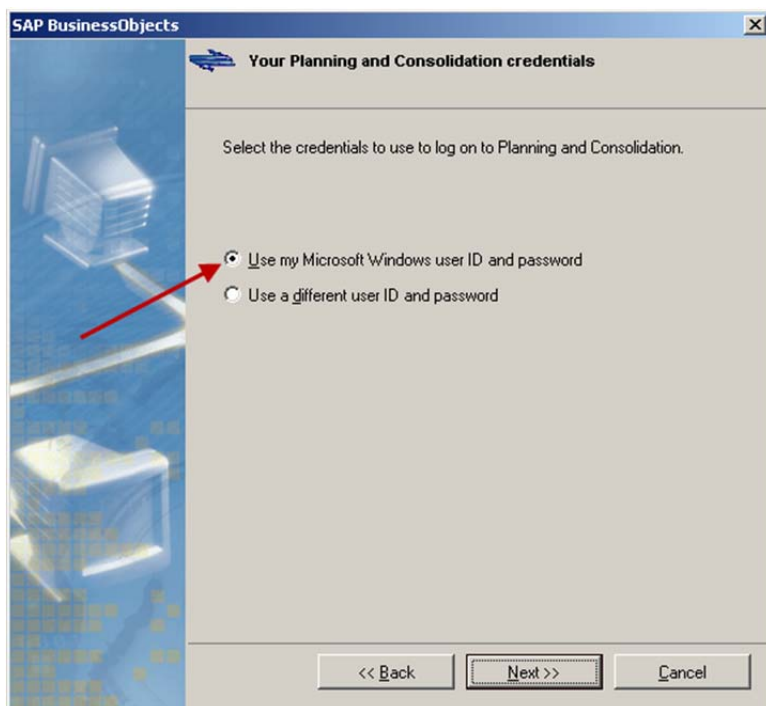 SAP BusinessObjects
Your Planning and Consolidation credentials
Select the credentials to use to log on to Planning and Consolidation.
Use my Microsoft Windows user ID and password
Use a different user ID and password
<< Back Next >> Cancel